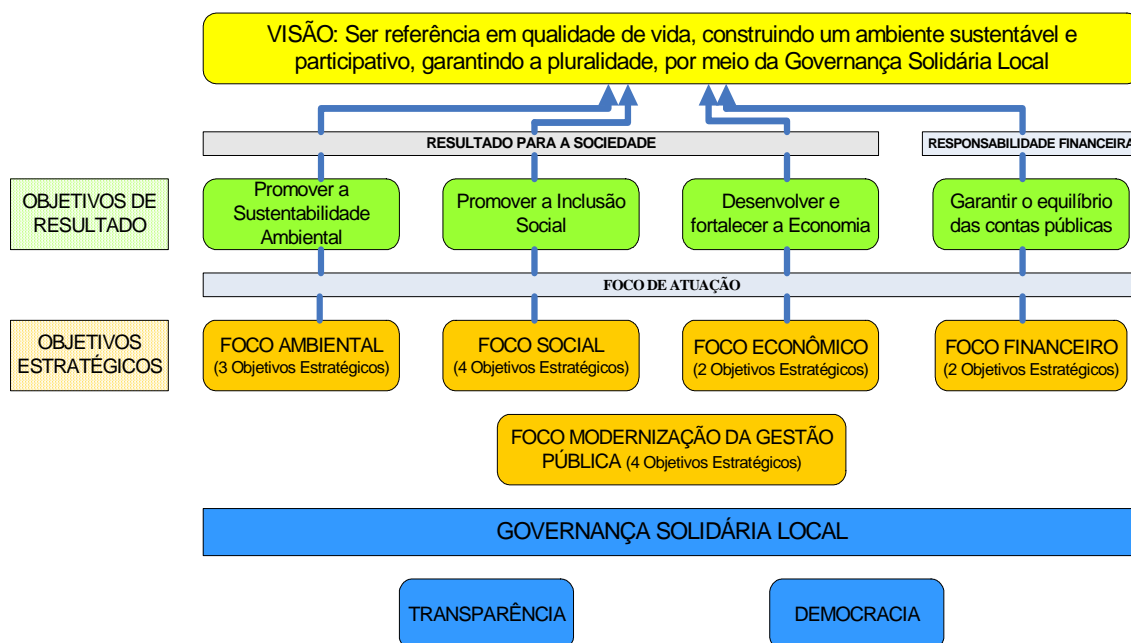 VISÃO: Ser referência em qualidade de vida, construindo um ambiente sustentável e
participativo, garantindo a pluralidade, por meio da Governança Solidária Local
RESULTADO PARA A SOCIEDADE
RESPONSABILIDADE FINANCEIRA
OBJETIVOS DE
RESULTADO
Promover a
Sustentabilidade
Ambiental
Promover a Inclusão
Social
Desenvolver e
fortalecer a Economia
Garantir o equilíbrio
das contas públicas
FOCO DE ATUAÇÃO
OBJETIVOS
ESTRATÉGICOS
FOCO AMBIENTAL
(3 Objetivos Estratégicos)
FOCO SOCIAL
(4 Objetivos Estratégicos)
FOCO ECONÔMICO
(2 Objetivos Estratégicos)
FOCO FINANCEIRO
(2 Objetivos Estratégicos)
FOCO MODERNIZAÇÃO DA GESTÃO
PÚBLICA (4 Objetivos Estratégicos)
GOVERNANÇA SOLIDÁRIA LOCAL
TRANSPARÊNCIA
DEMOCRACIA